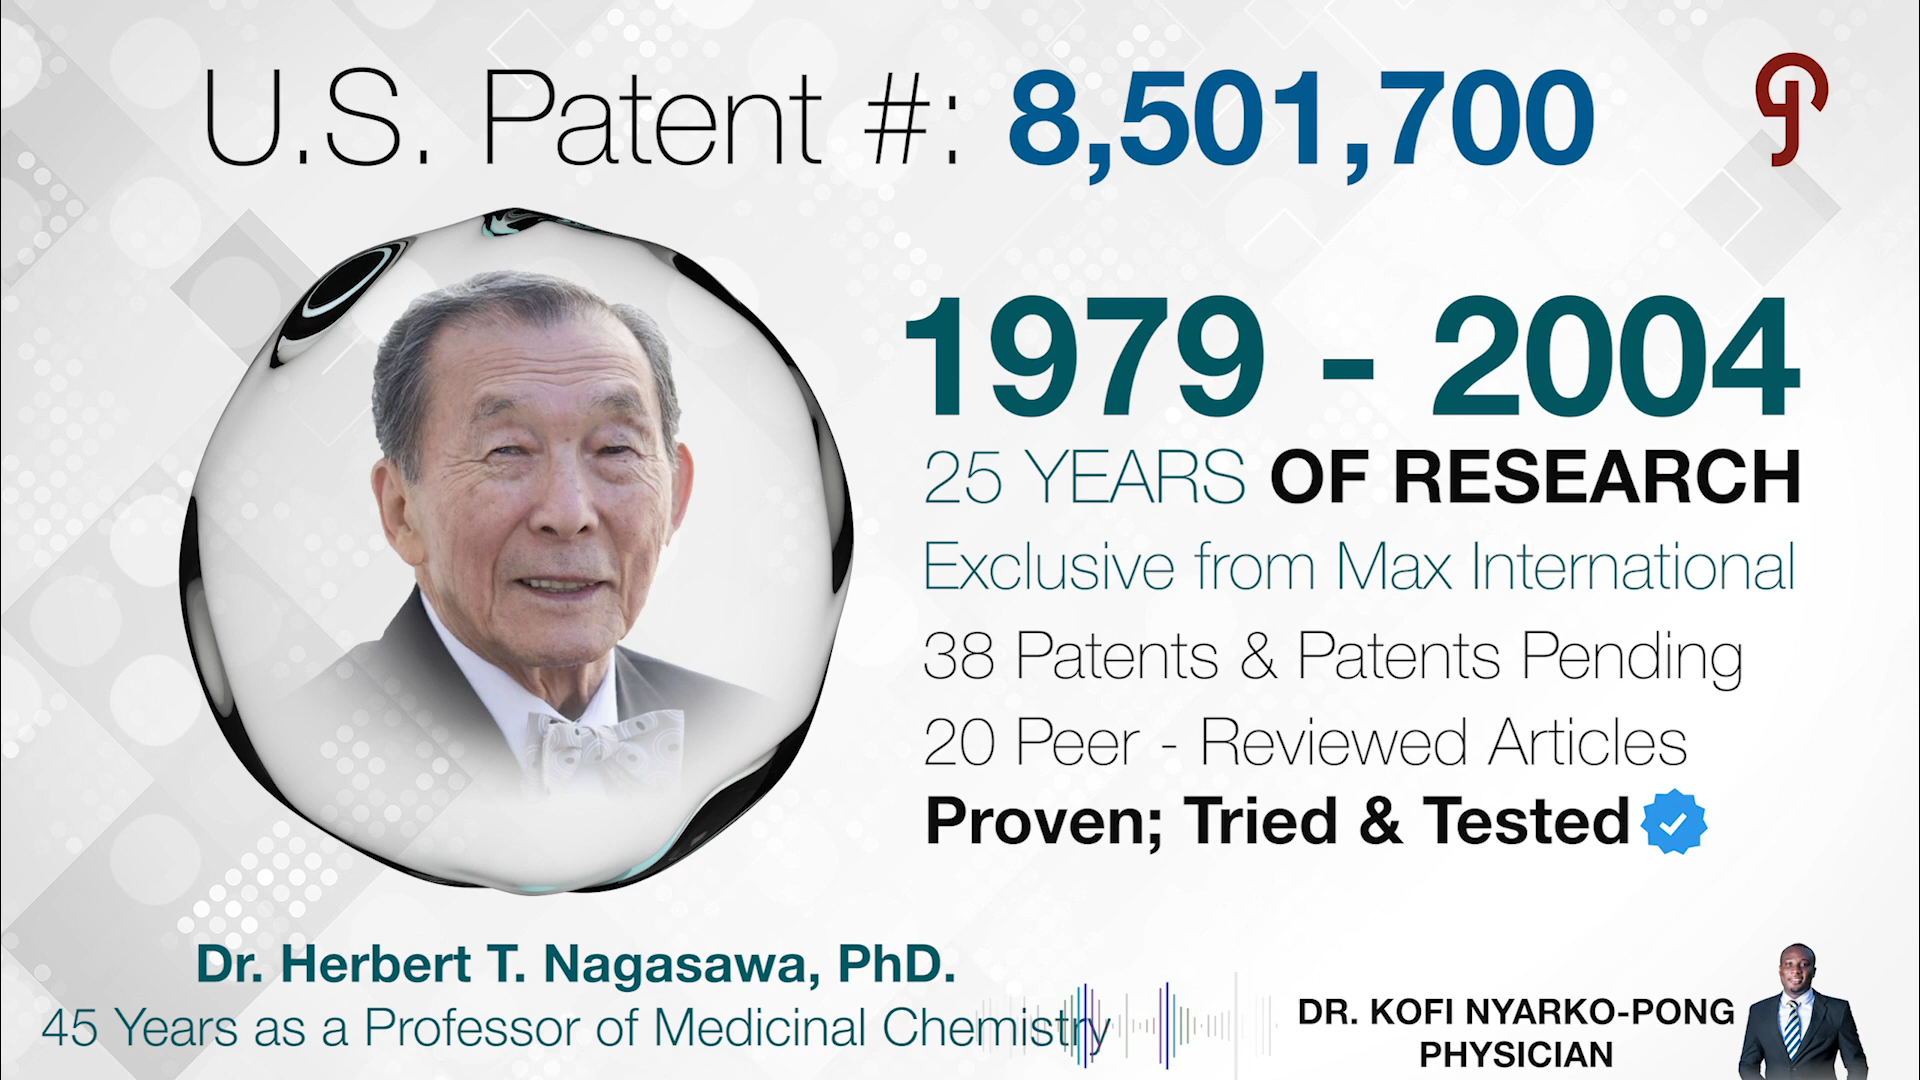 U.S. Patent #: 8,501,700
1979 - 2004
25 YEARS OF RESEARCH
Exclusive from Max International
38 Patents & Patents Pending
20 Peer - Reviewed Articles
Proven; Tried & Tested
Dr. Herbert T. Nagasawa, PhD.
45 Years as a Professor of Medicinal Chemistry
DR. KOFI NYARKO-PONG
PHYSICIAN